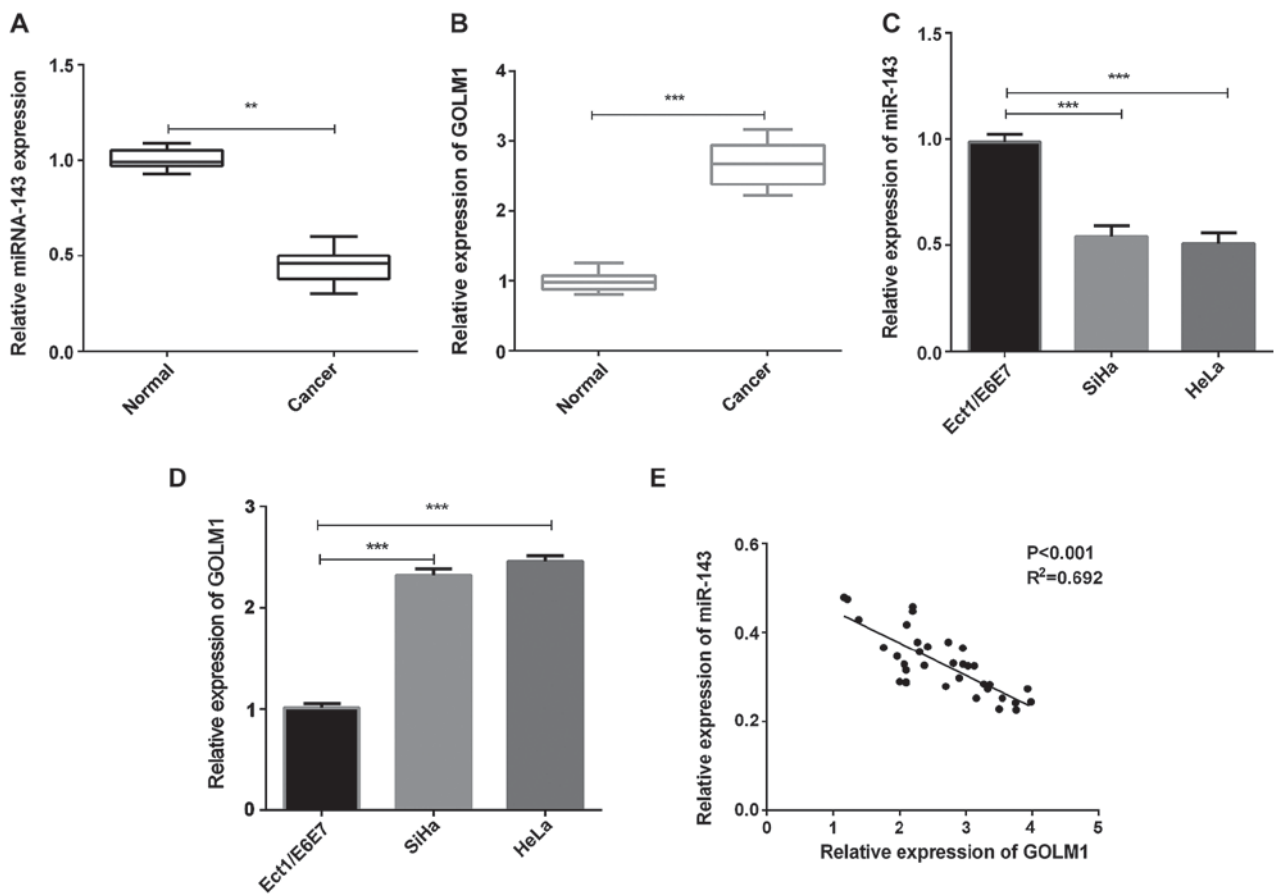 A
Relative miRNA-143 expression
1.5
1.0
0.5
0.0
**
Normal
Cancer
B
Relative expression of GOLM1
4
3
2
1
0
***
Normal
Cancer
C
Relative expression of miR-143
1.5
1.0
0.5
0.0
***
***
Ect1/E6E7
SiHa
HeLa
D
Relative expression of GOLM1
3
2
1
0
***
***
Ect1/E6E7
SiHa
HeLa
E
Relative expression of miR-143
0.6
0.4
0.2
0.0
P<0.001
R²=0.692
0 1 2 3 4 5
Relative expression of GOLM1